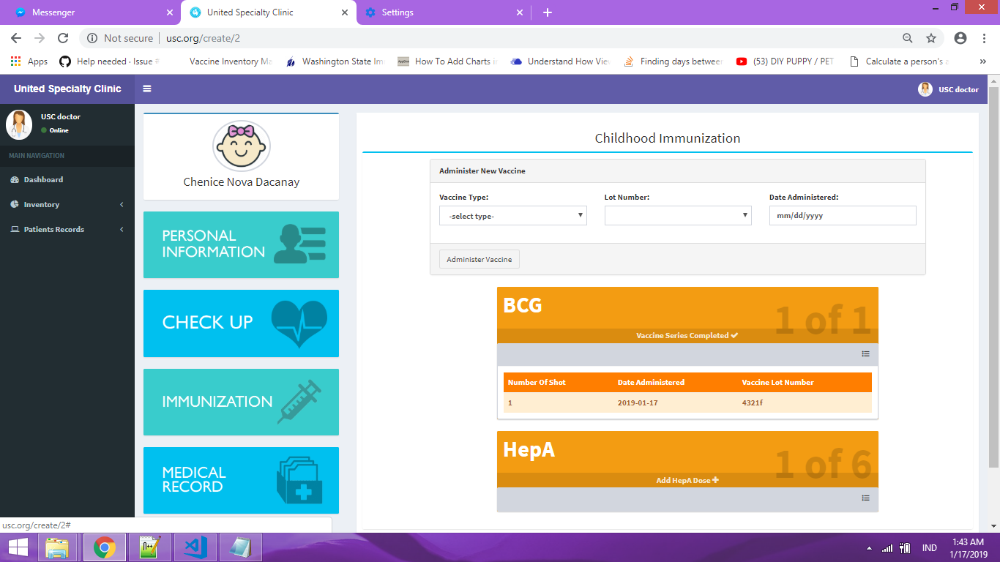 Messenger
United Specialty Clinic
Settings
Not secure
usc.org/create/2
Apps
Help needed · Issue #
Vaccine Inventory Ma
Washington State Im
How To Add Charts i
Understand How Vie
Finding days between
(53) DIY PUPPY / PET
Calculate a person's a
United Specialty Clinic
USC doctor
USC doctor
Online
MAIN NAVIGATION
Dashboard
Inventory
Patients Records
Chenice Nova Dacanay
PERSONAL
INFORMATION
CHECK UP
IMMUNIZATION
MEDICAL
RECORD
Childhood Immunization
Administer New Vaccine
Vaccine Type: Lot Number: Date Administered:
-select type- mm/dd/yyyy
Administer Vaccine
BCG
1 of 1
Vaccine Series Completed
Number Of Shot Date Administered Vaccine Lot Number
1 2019-01-17 4321f
HepA
1 of 6
Add HepA Dose
usc.org/create/2#
IND
1:43 AM
1/17/2019